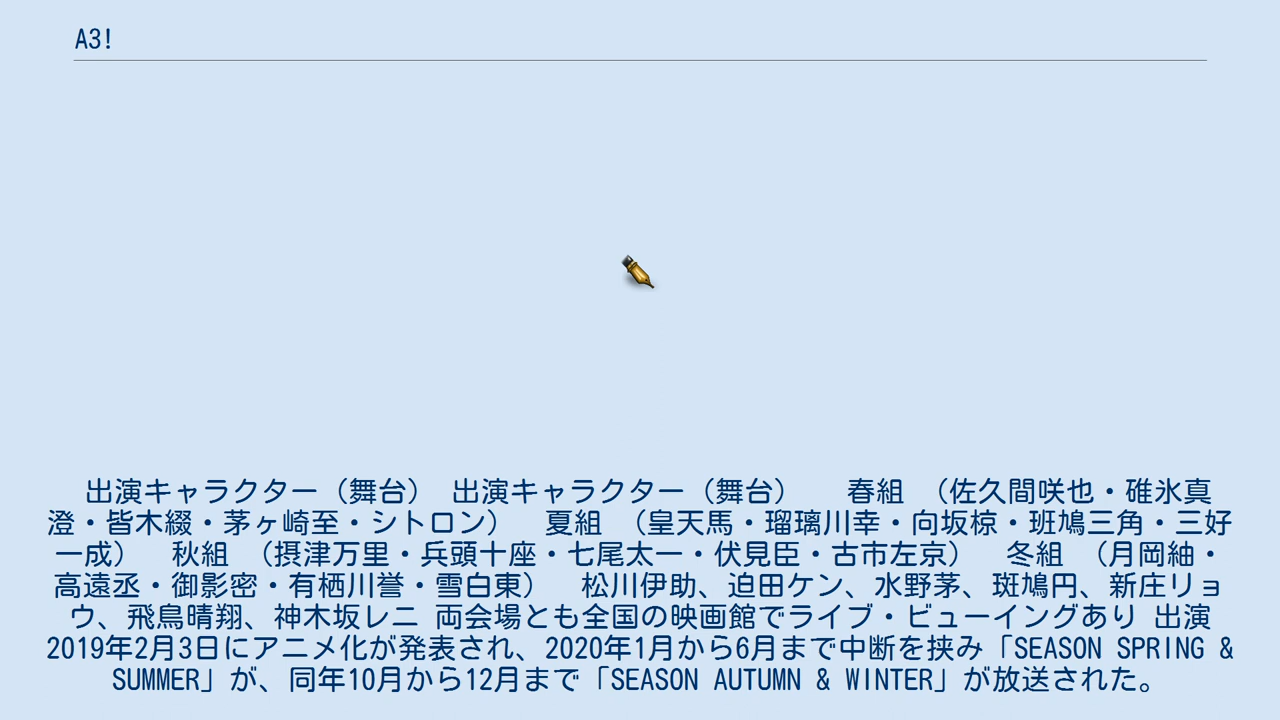 A3!
出演キャラクター（舞台） 出演キャラクター（舞台）　春組 （佐久間咲也・碓氷真
澄・皆木綴・茅ヶ崎至・シトロン）　夏組 （皇天馬・瑠璃川幸・向坂椋・班鳩三角・三好
一成）　秋組 （摂津万里・兵頭十座・七尾太一・伏見臣・古市左京）　冬組 （月岡紬・
高遠丞・御影密・有栖川誉・雪白東）　松川伊助、迫田ケン、水野茅、斑鳩円、新庄リョ
ウ、飛鳥晴翔、神木坂レニ 両会場とも全国の映画館でライブ・ビューイングあり 出演
2019年2月3日にアニメ化が発表され、2020年1月から6月まで中断を挟み「SEASON SPRING &
SUMMER」が、同年10月から12月まで「SEASON AUTUMN & WINTER」が放送された。